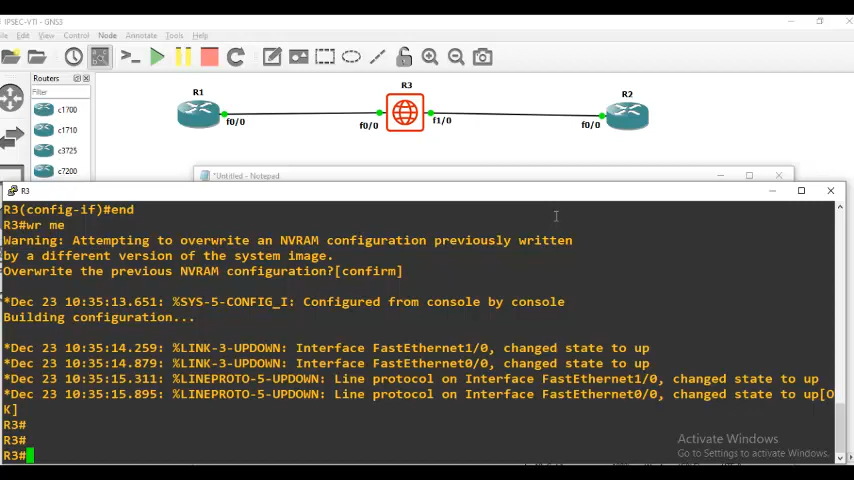 IPSEC-VTI - GNS3
File Edit View Control Node Annotate Tools Help
Routers
Filter
c1700
c1710
c3725
c7200
R1
R3
R2
f0/0
f0/0
f1/0
f0/0
*Untitled - Notepad
R3
R3(config-if)#end
R3#wr me
Warning: Attempting to overwrite an NVRAM configuration previously written
by a different version of the system image.
Overwrite the previous NVRAM configuration?[confirm]
*Dec 23 10:35:13.651: %SYS-5-CONFIG_I: Configured from console by console
Building configuration...
*Dec 23 10:35:14.259: %LINK-3-UPDOWN: Interface FastEthernet1/0, changed state to up
*Dec 23 10:35:14.879: %LINK-3-UPDOWN: Interface FastEthernet0/0, changed state to up
*Dec 23 10:35:15.311: %LINEPROTO-5-UPDOWN: Line protocol on Interface FastEthernet1/0, changed state to up
*Dec 23 10:35:15.895: %LINEPROTO-5-UPDOWN: Line protocol on Interface FastEthernet0/0, changed state to up[O
K]
R3#
R3#
R3#
Activate Windows
Go to Settings to activate Windows.